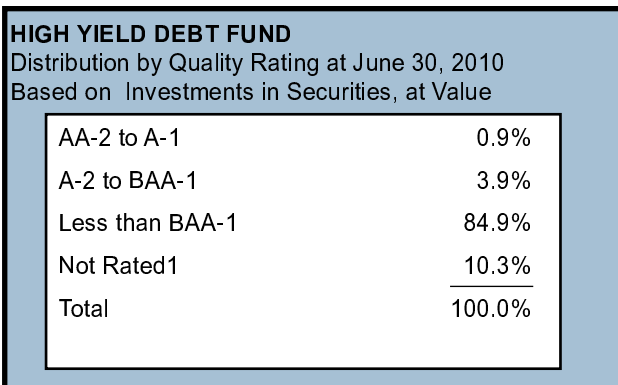 HIGH YIELD DEBT FUND
Distribution by Quality Rating at June 30, 2010
Based on Investments in Securities, at Value
AA-2 to A-1 0.9%
A-2 to BAA-1 3.9%
Less than BAA-1 84.9%
Not Rated1 10.3%
Total 100.0%